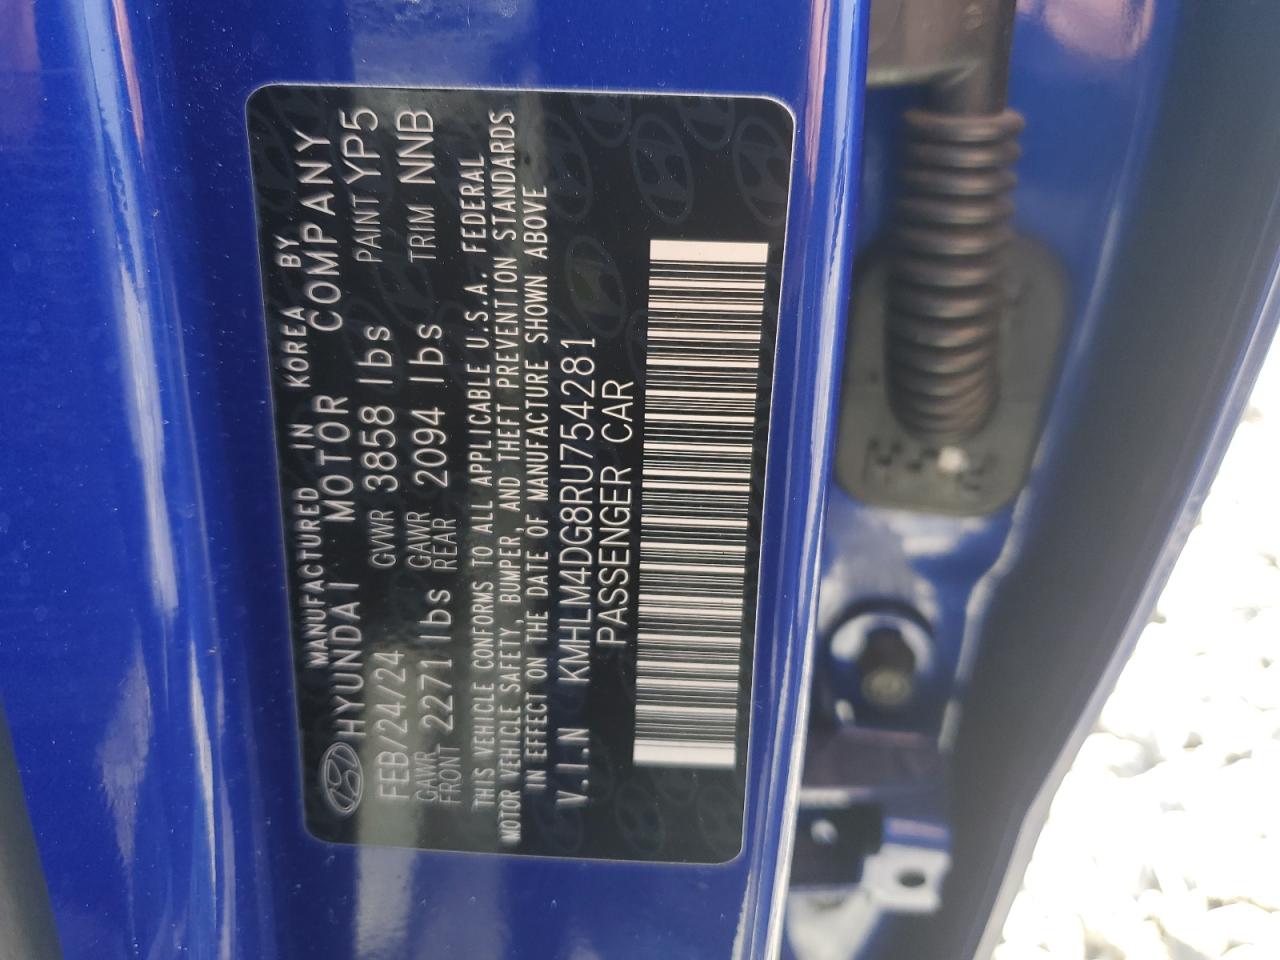 MANUFACTURED IN KOREA BY
HYUNDAI MOTOR COMPANY
FEB/24/24 GVWR 3858 lbs PAINT YP5
GAWR FRONT 2271 lbs GAWR REAR 2094 lbs TRIM NNB
THIS VEHICLE CONFORMS TO ALL APPLICABLE U.S.A. FEDERAL
MOTOR VEHICLE SAFETY, BUMPER, AND THEFT PREVENTION STANDARDS
IN EFFECT ON THE DATE OF MANUFACTURE SHOWN ABOVE
V.I.N KMHLM4DG8RU754281
PASSENGER CAR